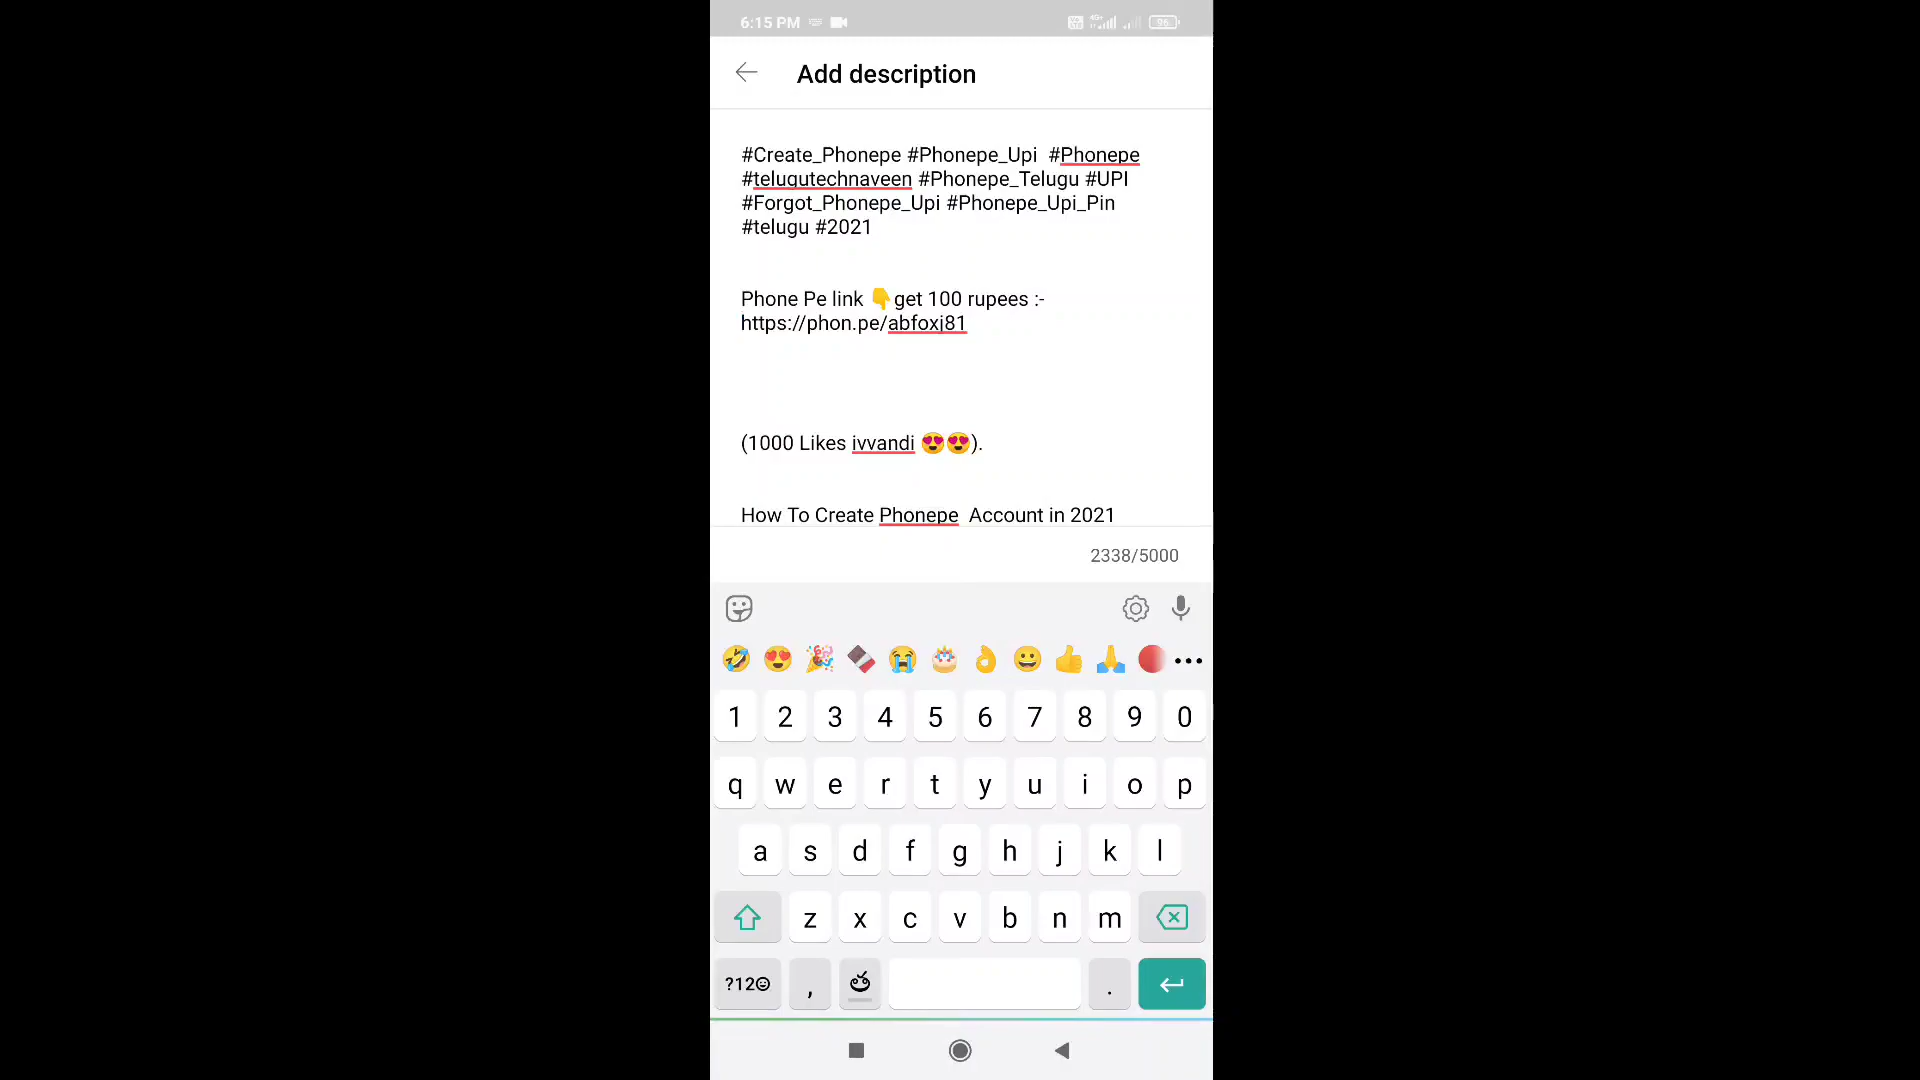 6:15 PM
96
Add description
#Create_Phonepe #Phonepe_Upi  #Phonepe
#telugutechnaveen #Phonepe_Telugu #UPI
#Forgot_Phonepe_Upi #Phonepe_Upi_Pin
#telugu #2021
Phone Pe link 👇get 100 rupees :-
https://phon.pe/abfoxj81
(1000 Likes ivvandi 😍😍).
How To Create Phonepe  Account in 2021
2338/5000
1 2 3 4 5 6 7 8 9 0
q w e r t y u i o p
a s d f g h j k l
z x c v b n m
?12☺ , .